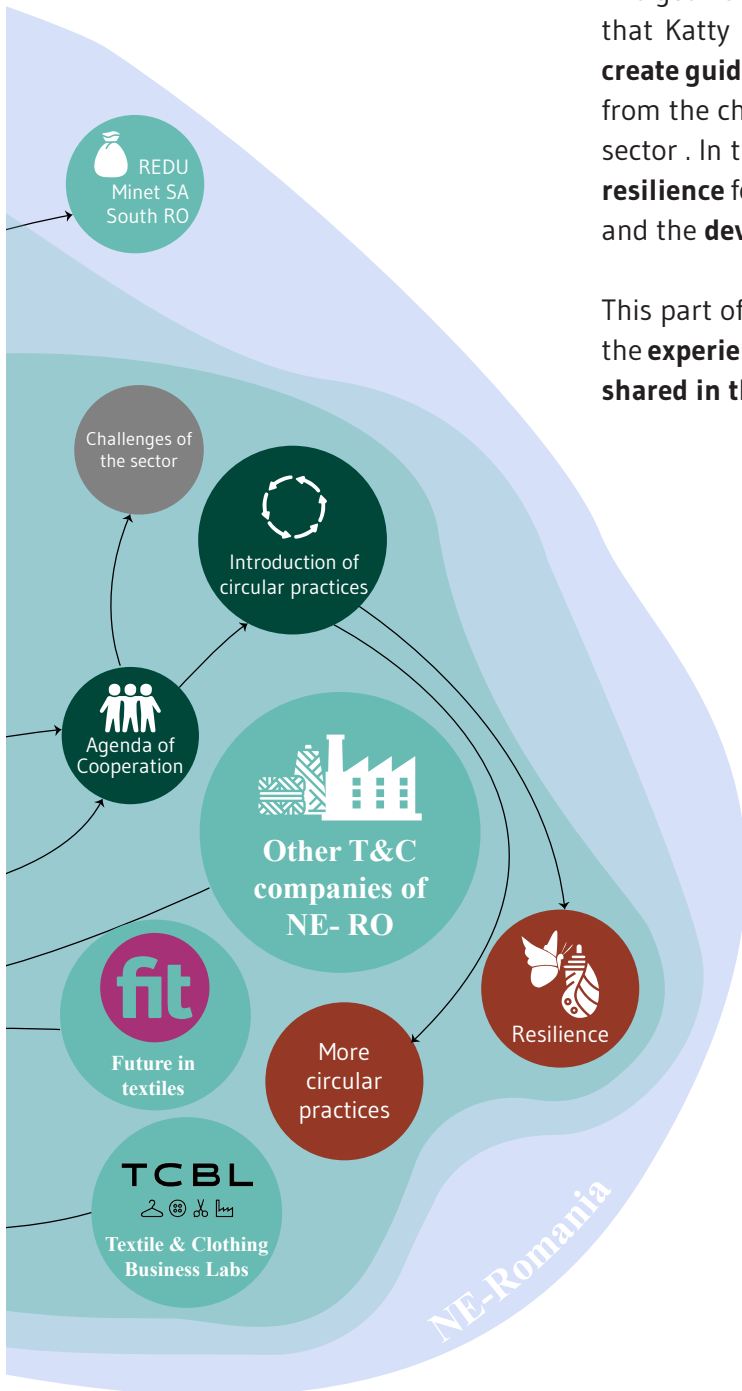 that Katty
create guid
from the ch
sector . In t
resilience fo
and the dev
This part of
the experie
shared in th
REDU
Minet SA
South RO
Challenges of
the sector
Introduction of
circular practices
Agenda of
Cooperation
Other T&C
companies of
NE- RO
fit
Future in
textiles
More
circular
practices
Resilience
TCBL
Textile & Clothing
Business Labs
NE-Romania